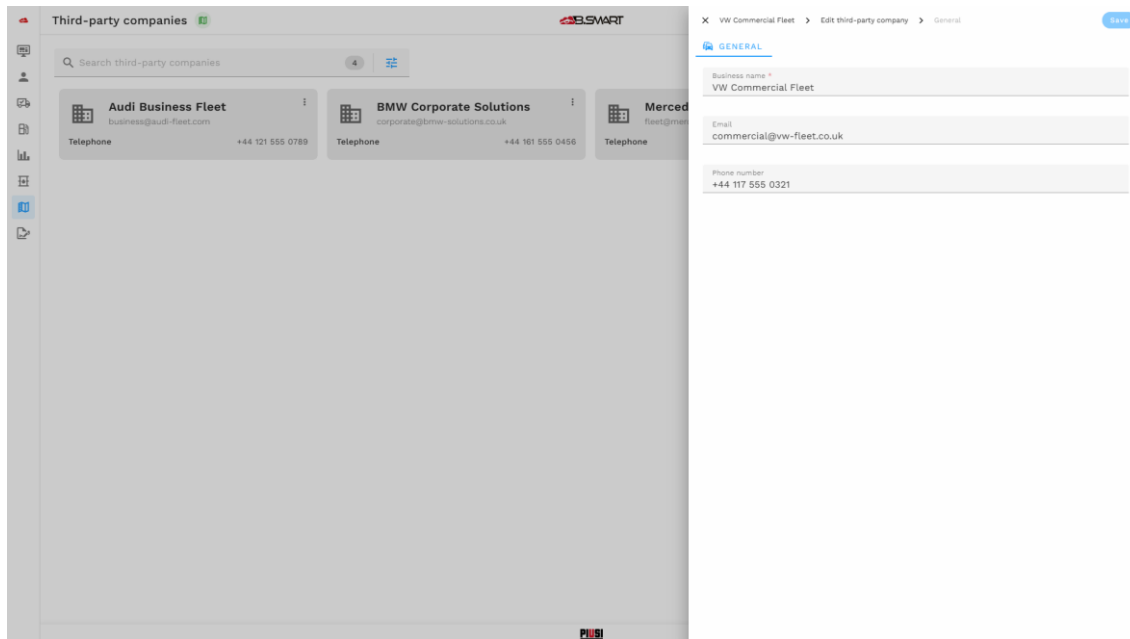 Third-party companies
B.SMART
VW Commercial Fleet
Edit third-party company
General
Save
GENERAL
Search third-party companies
4
Business name *
VW Commercial Fleet
Audi Business Fleet
business@audi-fleet.com
Telephone
+44 121 555 0789
BMW Corporate Solutions
corporate@bmw-solutions.co.uk
Telephone
+44 161 555 0456
Merced
fleet@mer
Telephone
Email
commercial@vw-fleet.co.uk
Phone number
+44 117 555 0321
PIUSI